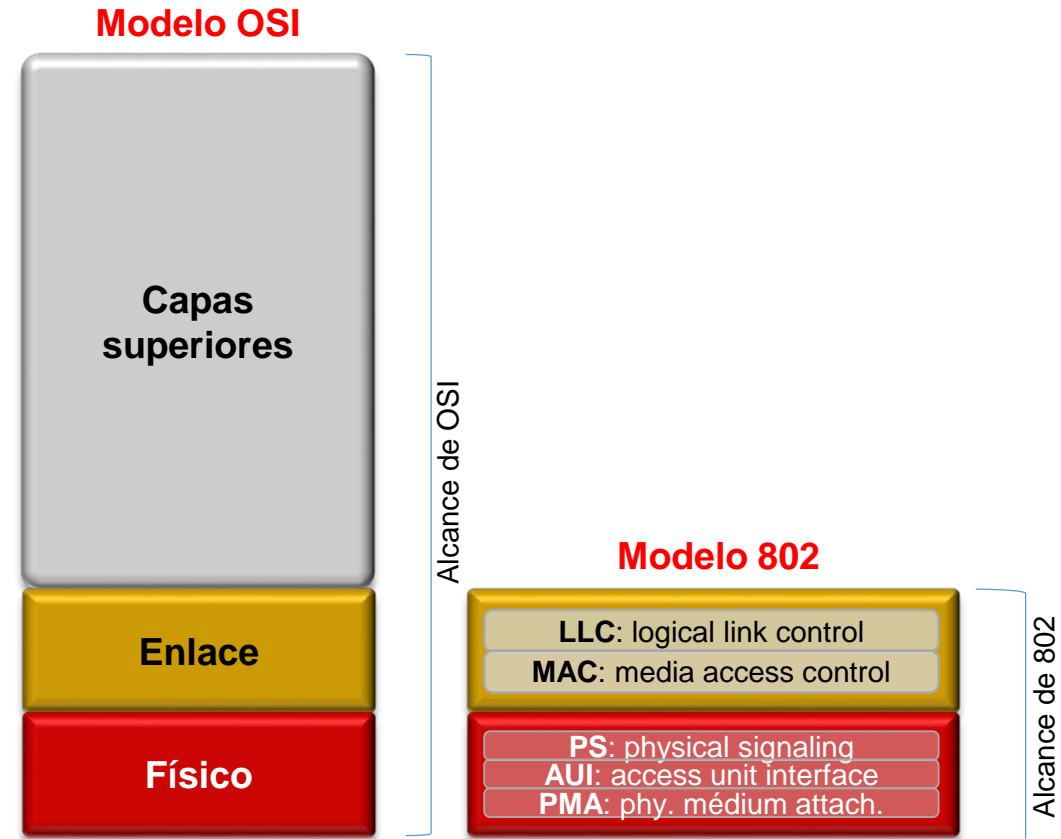 Modelo OSI
Capas
superiores
Enlace
Físico
Alcance de OSI
Modelo 802
LLC: logical link control
MAC: media access control
PS: physical signaling
AUI: access unit interface
PMA: phy. médium attach.
Alcance de 802